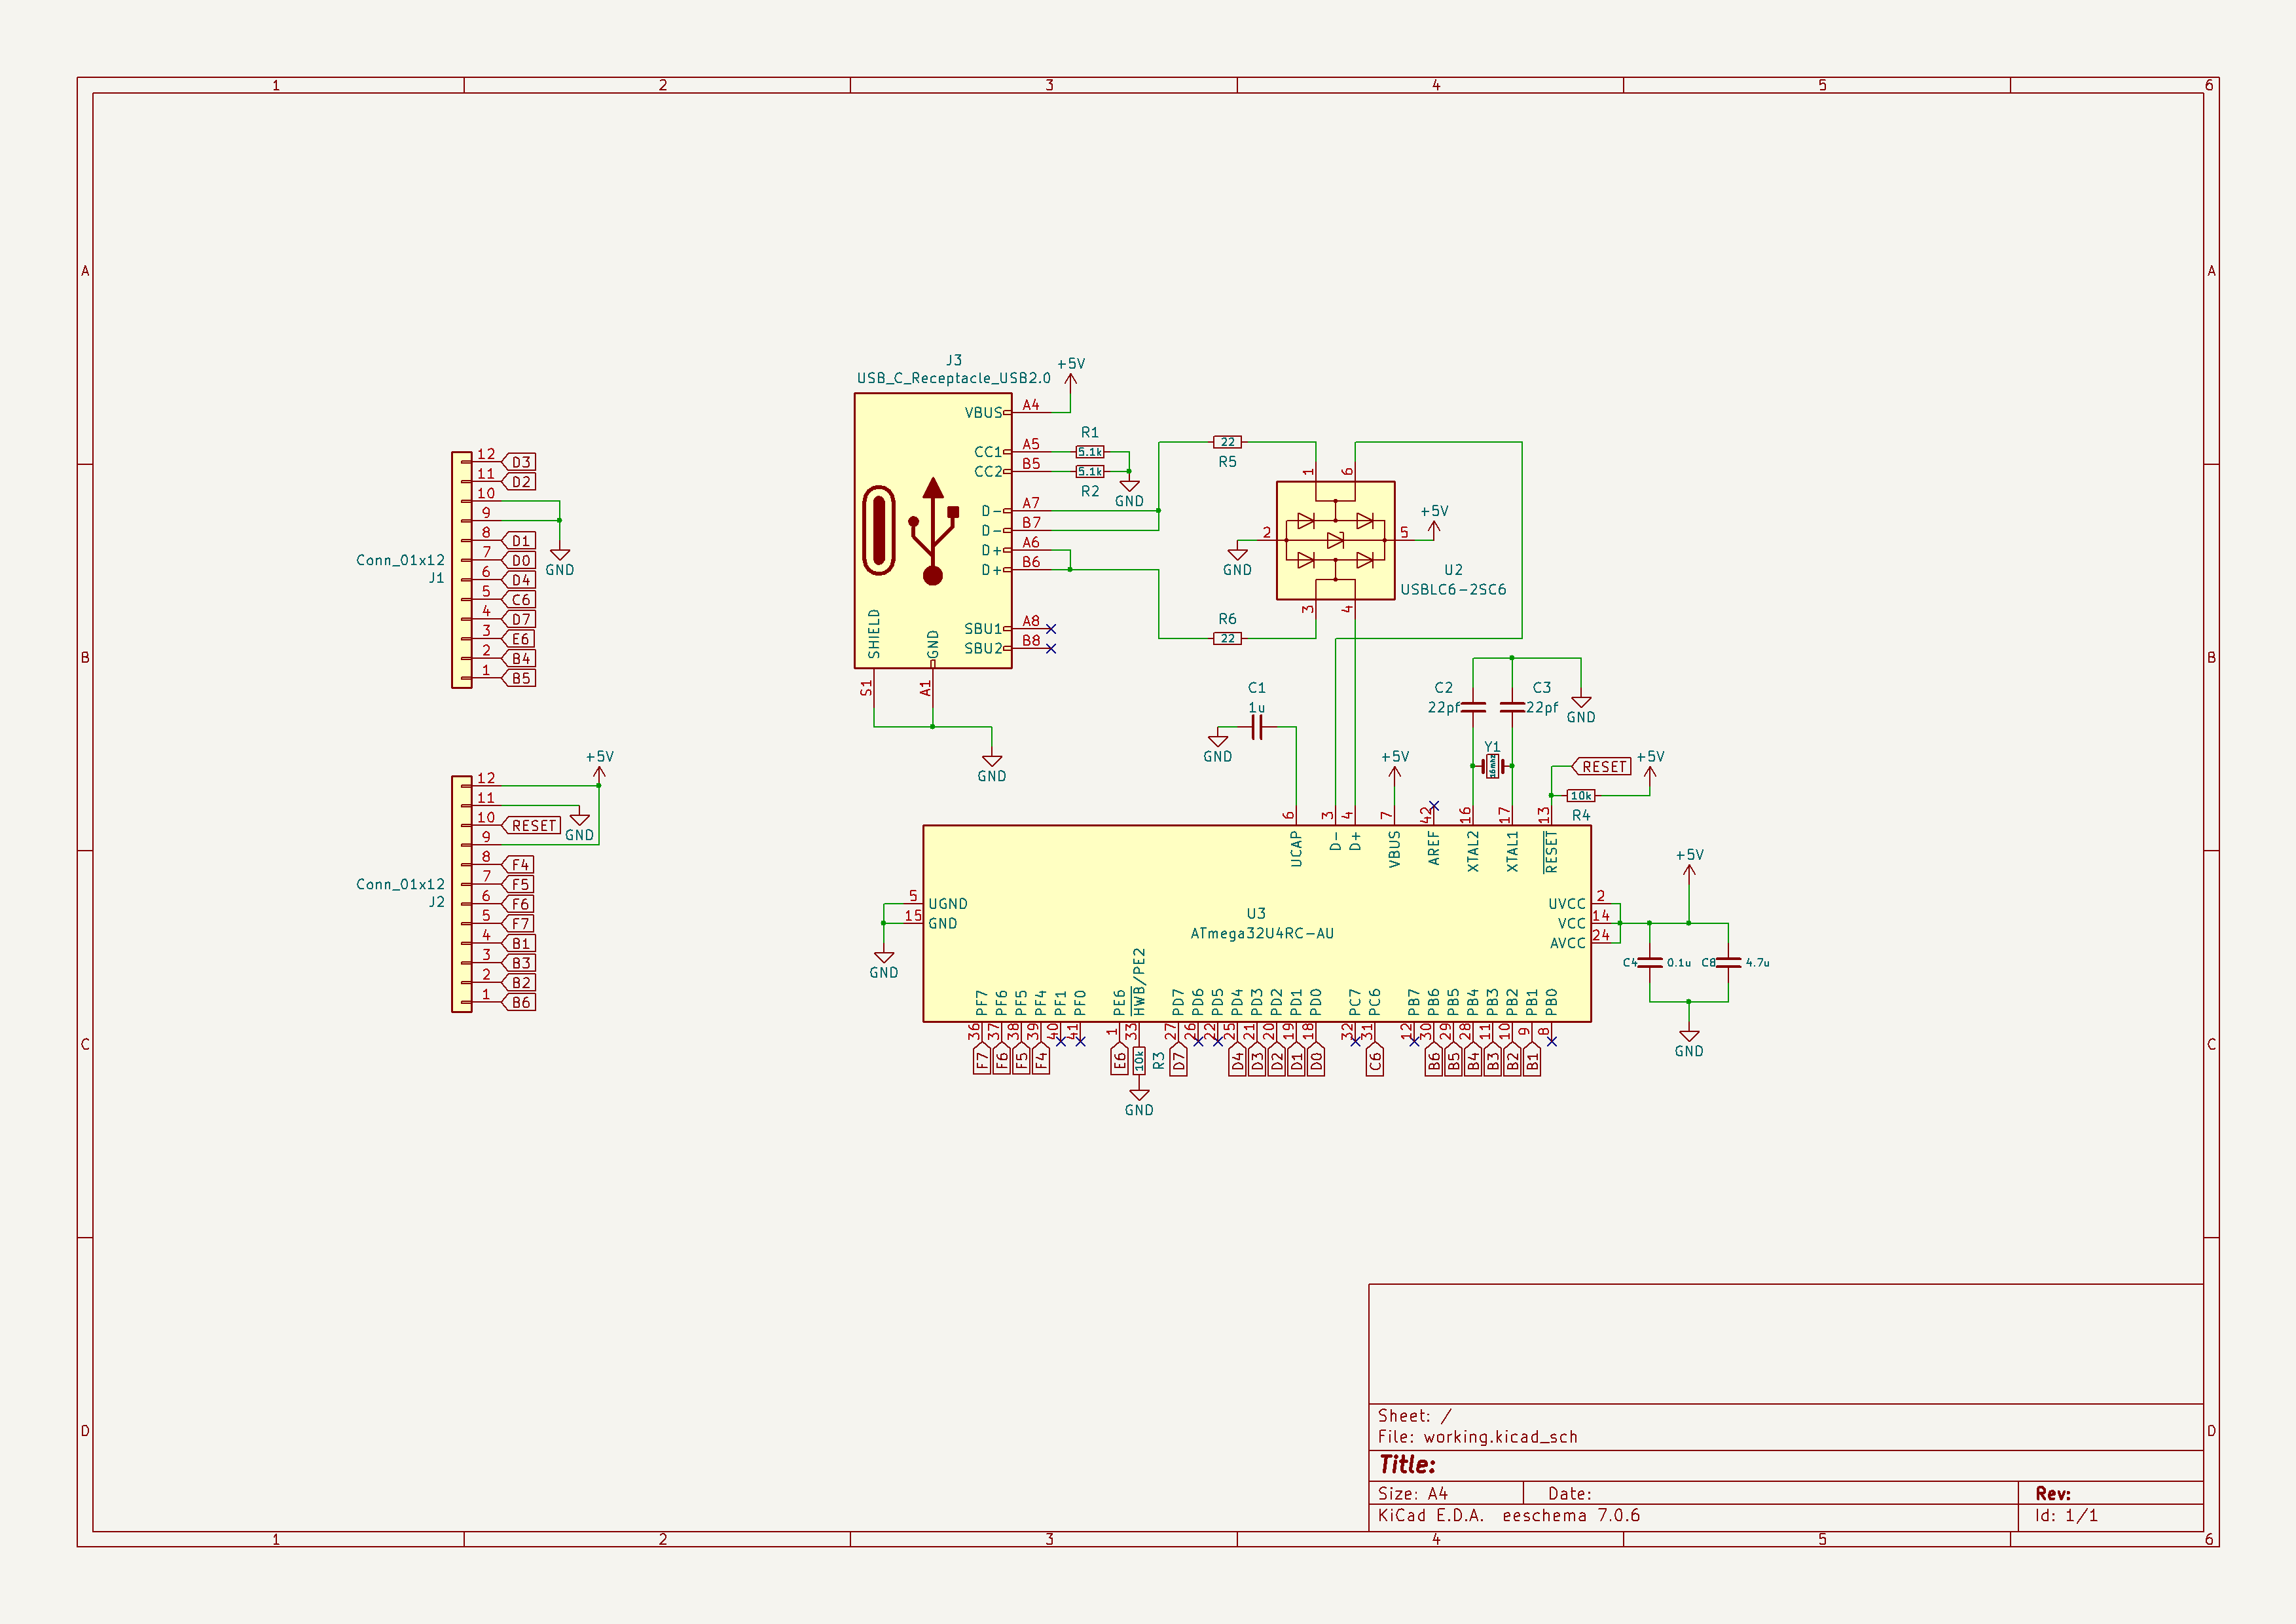 1 2 3 4 5 6
A A
B B
C C
D D
J3
USB_C_Receptacle_USB2.0
+5V
VBUS A4
CC1 A5
CC2 B5
D- A7
D- B7
D+ A6
D+ B6
SBU1 A8
SBU2 B8
SHIELD
GND
S1
A1
GND
R1
5.1k
5.1k
R2
GND
22
R5
R6
22
1
6
2
5
3
4
GND
+5V
U2
USBLC6-2SC6
Conn_01x12
J1
12 D3
11 D2
10
9
8 D1
7 D0
6 D4
5 C6
4 D7
3 E6
2 B4
1 B5
GND
+5V
Conn_01x12
J2
12
11
10 RESET
9
8 F4
7 F5
6 F6
5 F7
4 B1
3 B3
2 B2
1 B6
GND
C1
1u
GND
C2
22pf
C3
22pf
GND
Y1
16mhz
+5V
RESET
+5V
10k
R4
6 UCAP
3 D-
4 D+
7 VBUS
42 AREF
16 XTAL2
17 XTAL1
13 RESET
5 UGND
15 GND
GND
U3
ATmega32U4RC-AU
UVCC 2
VCC 14
AVCC 24
+5V
C4 0.1u
C8 4.7u
GND
PF7 36 F7
PF6 37 F6
PF5 38 F5
PF4 39 F4
PF1 40
PF0 41
PE6 1 E6
HWB/PE2 33
10k
R3
GND
PD7 27 D7
PD6 26
PD5 22
PD4 25 D4
PD3 21 D3
PD2 20 D2
PD1 19 D1
PD0 18 D0
PC7 32
PC6 31 C6
PB7 12
PB6 30 B6
PB5 29 B5
PB4 28 B4
PB3 11 B3
PB2 10 B2
PB1 9 B1
PB0 8
Sheet: /
File: working.kicad_sch
Title:
Size: A4 Date: Rev:
KiCad E.D.A. eeschema 7.0.6 Id: 1/1
1 2 3 4 5 6